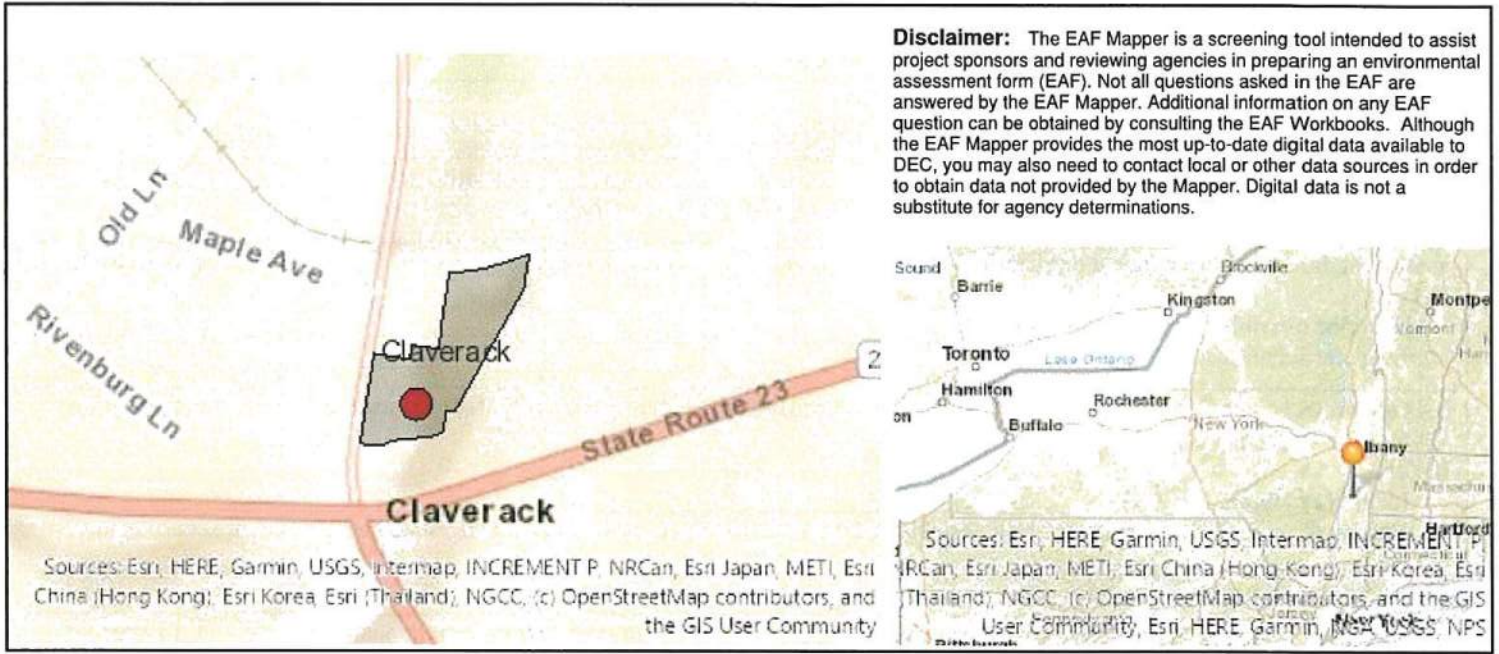 Disclaimer: The EAF Mapper is a screening tool intended to assist
project sponsors and reviewing agencies in preparing an environmental
assessment form (EAF). Not all questions asked in the EAF are
answered by the EAF Mapper. Additional information on any EAF
question can be obtained by consulting the EAF Workbooks. Although
the EAF Mapper provides the most up-to-date digital data available to
DEC, you may also need to contact local or other data sources in order
to obtain data not provided by the Mapper. Digital data is not a
substitute for agency determinations.
Old Ln
Maple Ave
Rivenburg Ln
Claverack
2
State Route 23
Claverack
Sources: Esri, HERE, Garmin, USGS, Intermap, INCREMENT P, NRCan, Esri Japan, METI, Esri
China (Hong Kong), Esri Korea, Esri (Thailand), NGCC, (c) OpenStreetMap contributors, and
the GIS User Community
Sound
Barrie
Brockville
Kingston
Montpe
Vermont
Toronto
Lake Ontario
Hamilton
Rochester
on
Buffalo
New York
lbany
Massachu
Hartford
Sources: Esri, HERE, Garmin, USGS, Intermap, INCREMENT P,
NRCan, Esri Japan, METI, Esri China (Hong Kong), Esri Korea, Esri
(Thailand), NGCC, (c) OpenStreetMap contributors, and the GIS
User Community, Esri, HERE, Garmin, NGA, USGS, NPS